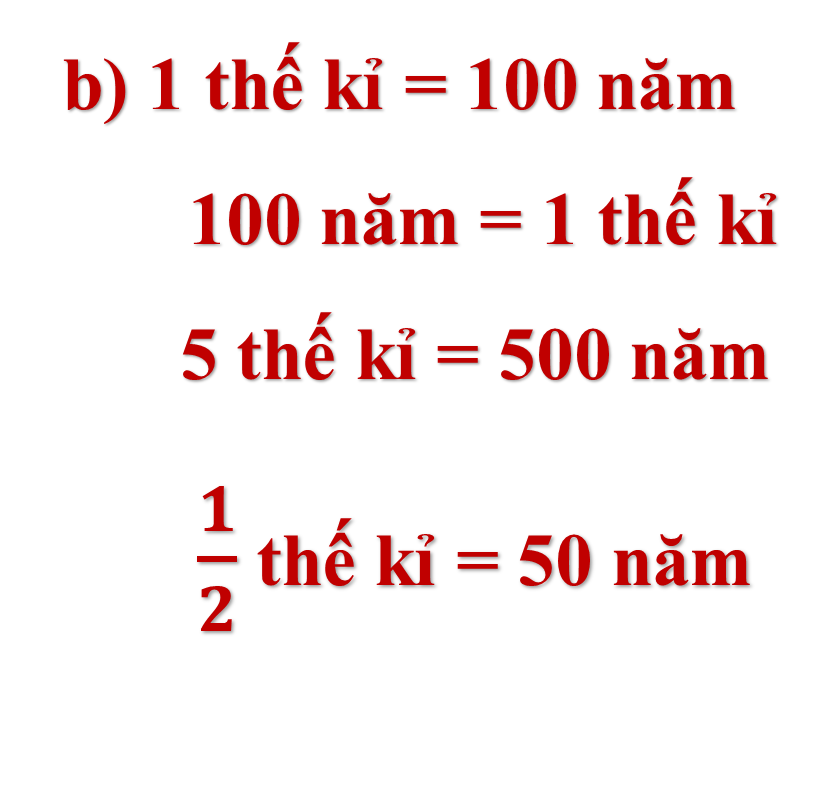 b) 1 thế kỉ = 100 năm
100 năm = 1 thế kỉ
5 thế kỉ = 500 năm
1/2 thế kỉ = 50 năm